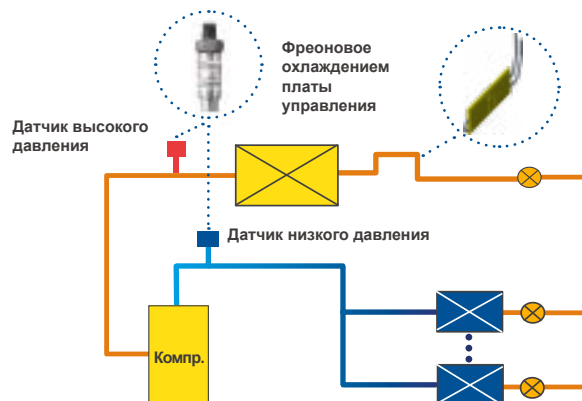 Фреоновое
охлаждением
платы
управления
Датчик высокого
давления
Датчик низкого давления
Компр.